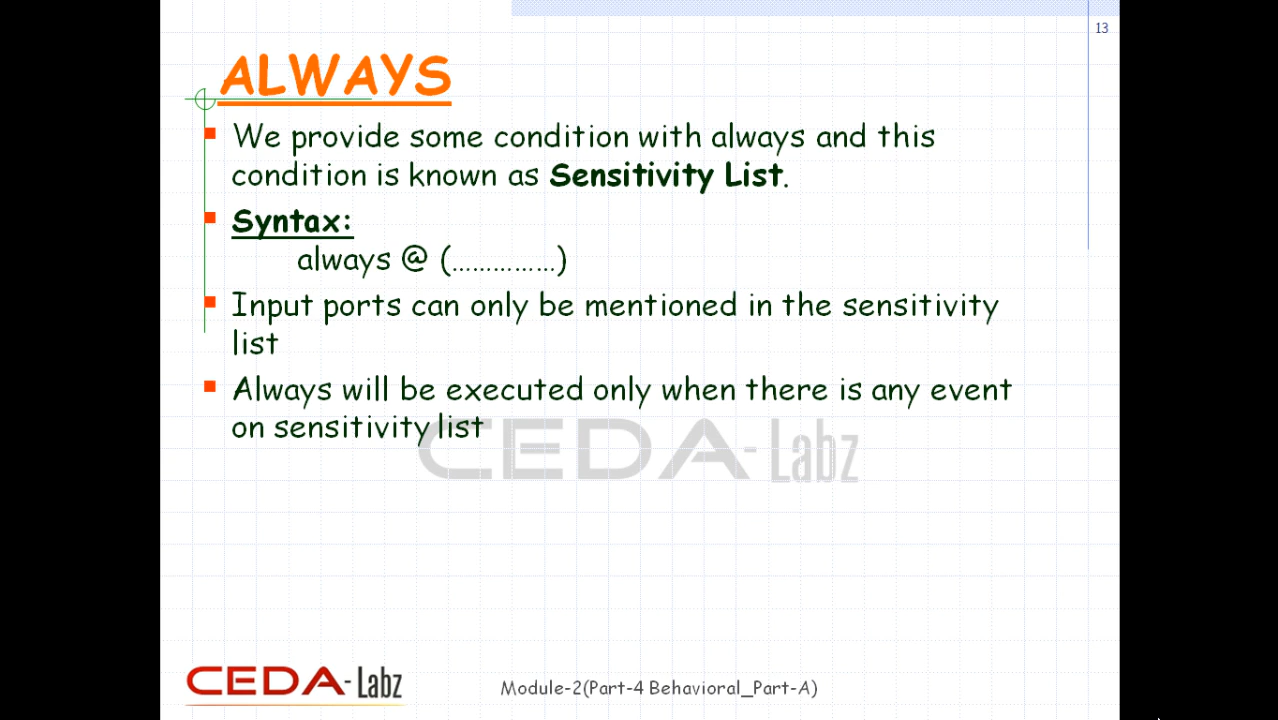 13
ALWAYS
We provide some condition with always and this
condition is known as Sensitivity List.
Syntax:
always @ (……………)
Input ports can only be mentioned in the sensitivity
list
Always will be executed only when there is any event
on sensitivity list
CEDA-Labz
CEDA-Labz
Module-2(Part-4 Behavioral_Part-A)